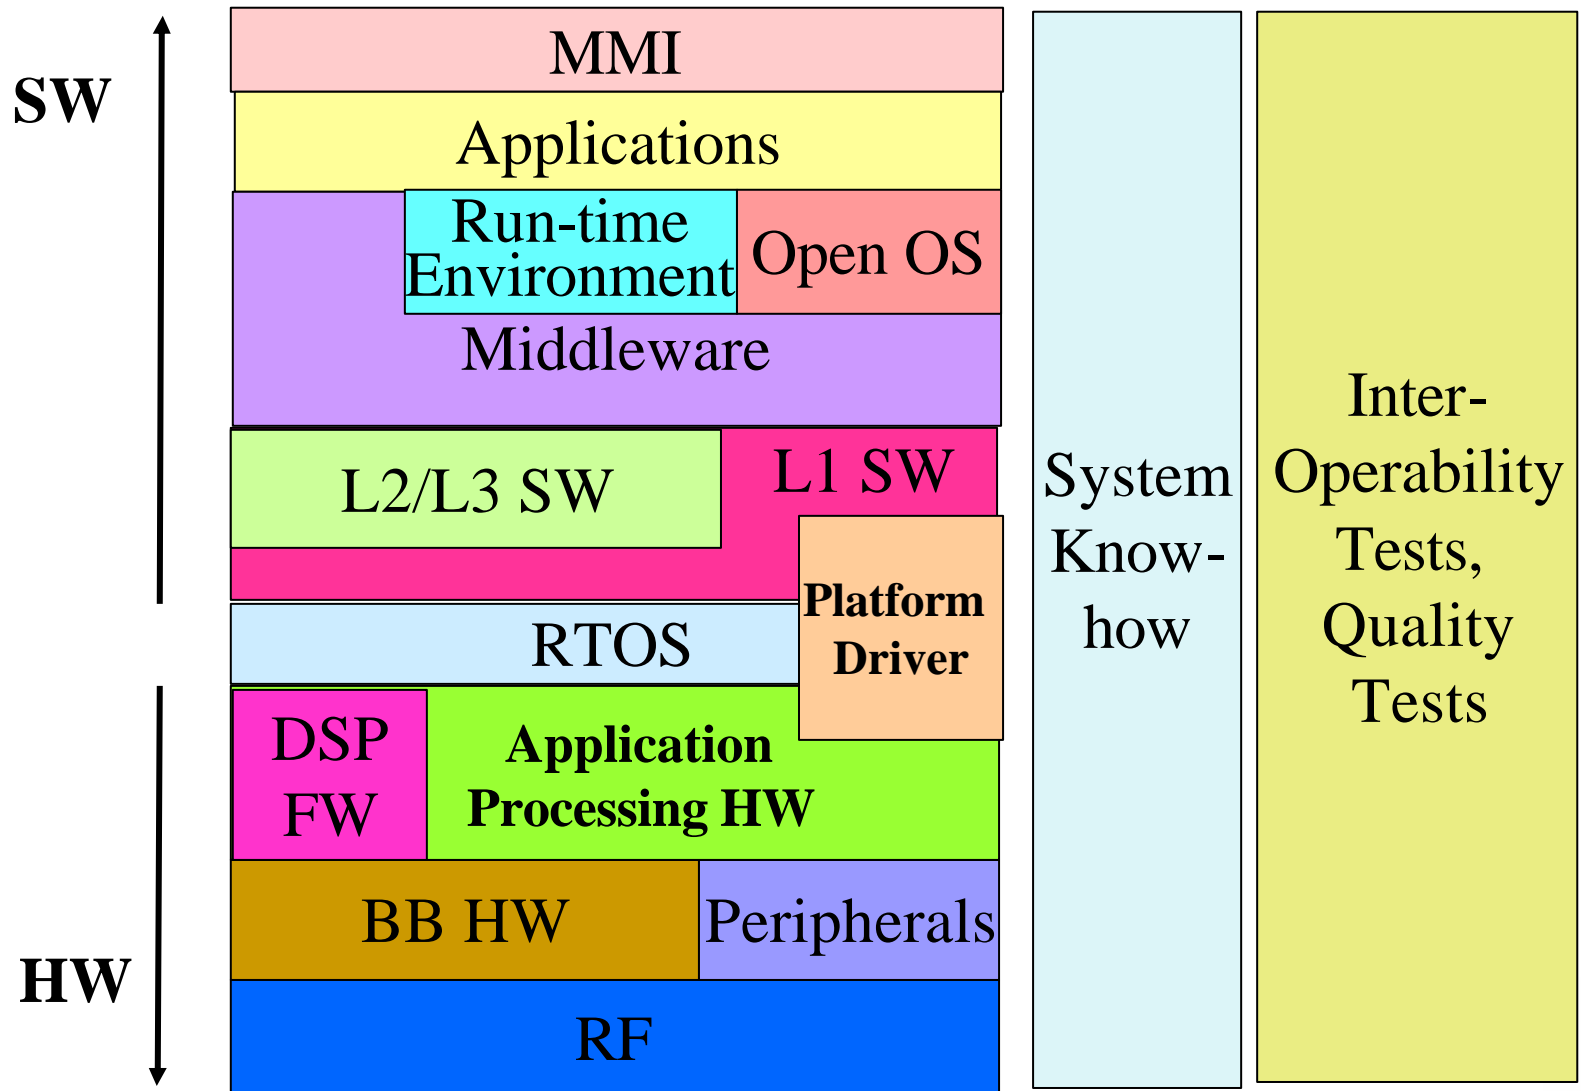 SW
MMI
Applications
Run-time
Environment
Open OS
Middleware
L2/L3 SW
L1 SW
Platform
Driver
RTOS
DSP
FW
Application
Processing HW
BB HW
Peripherals
HW
RF
System
Know-
how
Inter-
Operability
Tests,
Quality
Tests